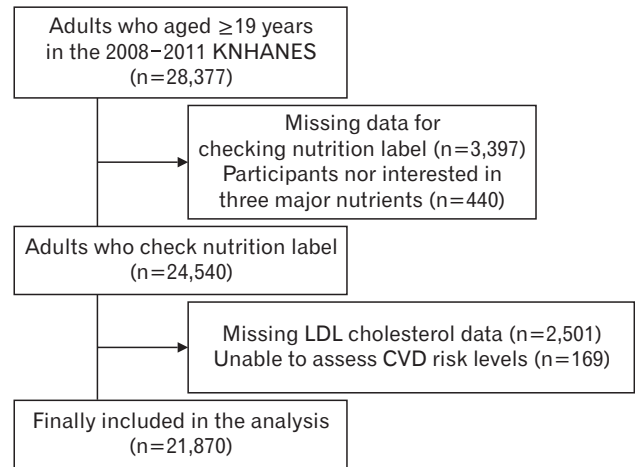 Adults who aged ≥19 years
in the 2008−2011 KNHANES
(n=28,377)
Missing data for
checking nutrition label (n=3,397)
Participants nor interested in
three major nutrients (n=440)
Adults who check nutrition label
(n=24,540)
Missing LDL cholesterol data (n=2,501)
Unable to assess CVD risk levels (n=169)
Finally included in the analysis
(n=21,870)